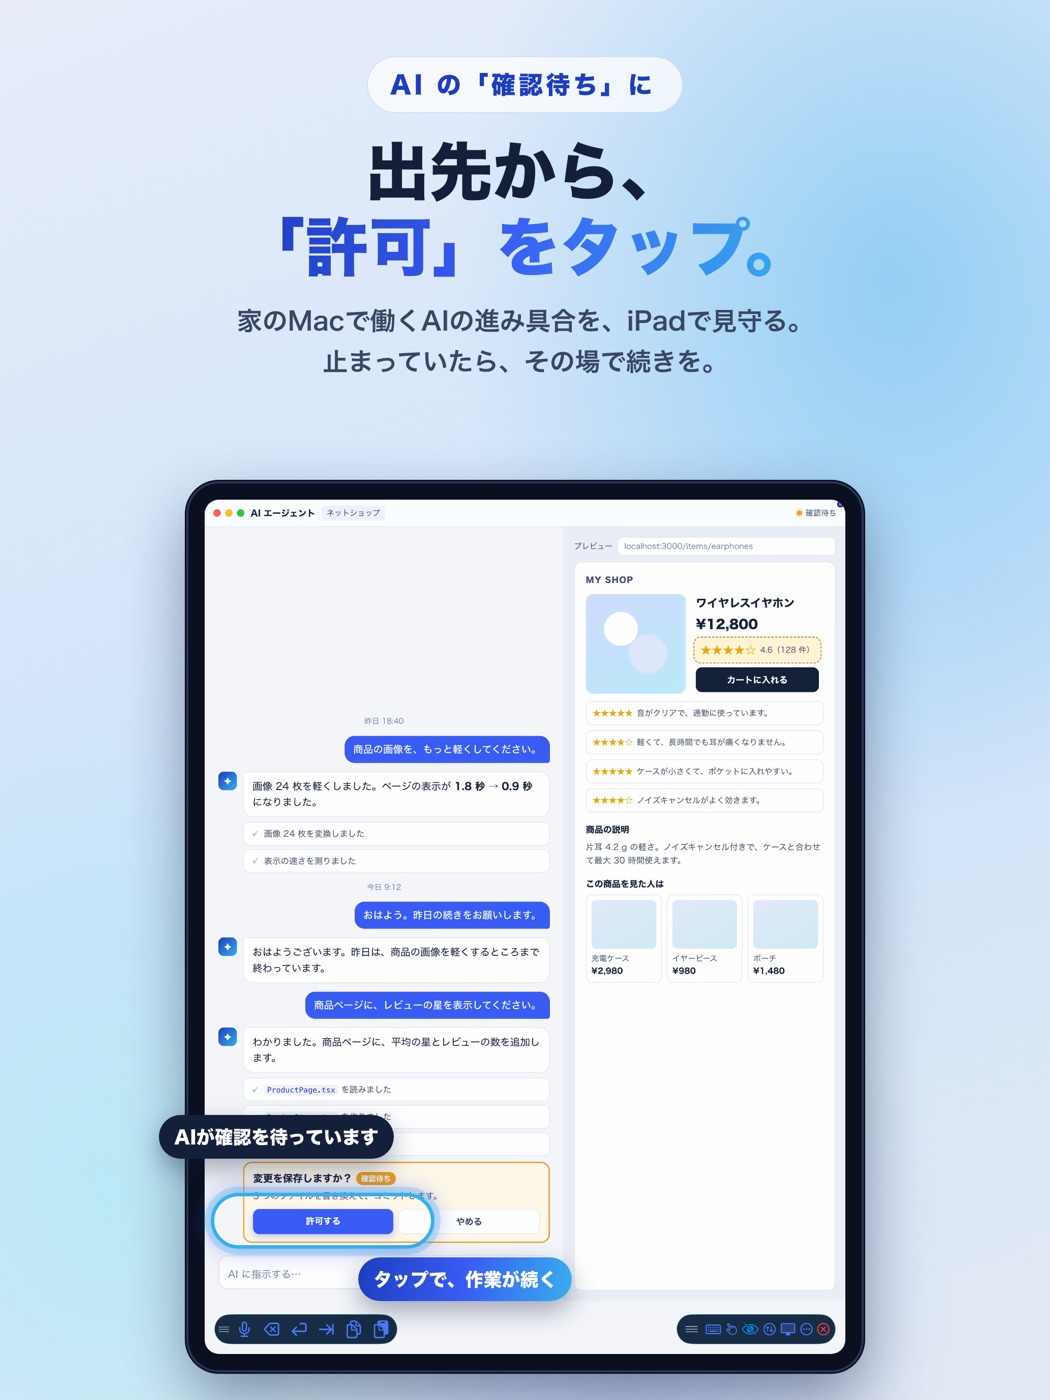 AI の「確認待ち」に
出先から、
「許可」をタップ。
家のMacで働くAIの進み具合を、iPadで見守る。
止まっていたら、その場で続きを。
AI エージェント
ネットショップ
確認待ち
昨日 18:40
商品の画像を、もっと軽くしてください。
画像 24 枚を軽くしました。ページの表示が 1.8 秒 → 0.9 秒
になりました。
✓ 画像 24 枚を変換しました
✓ 表示の速さを測りました
今日 9:12
おはよう。昨日の続きをお願いします。
おはようございます。昨日は、商品の画像を軽くするところまで
終わっています。
商品ページに、レビューの星を表示してください。
わかりました。商品ページに、平均の星とレビューの数を追加し
ます。
✓ ProductPage.tsx を読みました
AIが確認を待っています
変更を保存しますか？ 確認待ち
許可する
やめる
AI に指示する…
タップで、作業が続く
プレビュー
localhost:3000/items/earphones
MY SHOP
ワイヤレスイヤホン
¥12,800
★★★★☆ 4.6（128 件）
カートに入れる
★★★★★ 音がクリアで、通勤に使っています。
★★★★☆ 軽くて、長時間でも耳が痛くなりません。
★★★★★ ケースが小さくて、ポケットに入れやすい。
★★★★☆ ノイズキャンセルがよく効きます。
商品の説明
片耳 4.2 g の軽さ。ノイズキャンセル付きで、ケースと合わせ
て最大 30 時間使えます。
この商品を見た人は
充電ケース
¥2,980
イヤーピース
¥980
ポーチ
¥1,480